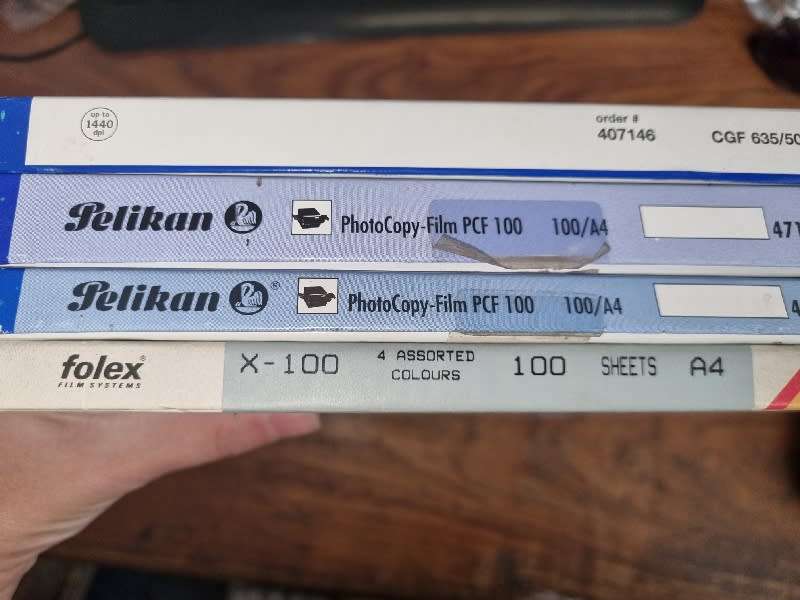 up to
1440
dpi
order #
407146
CGF 635/50
Pelikan PhotoCopy-Film PCF 100 100/A4 471
Pelikan® PhotoCopy-Film PCF 100 100/A4 4
folex®
FILM SYSTEMS
X-100
4 ASSORTED
COLOURS
100 SHEETS A4